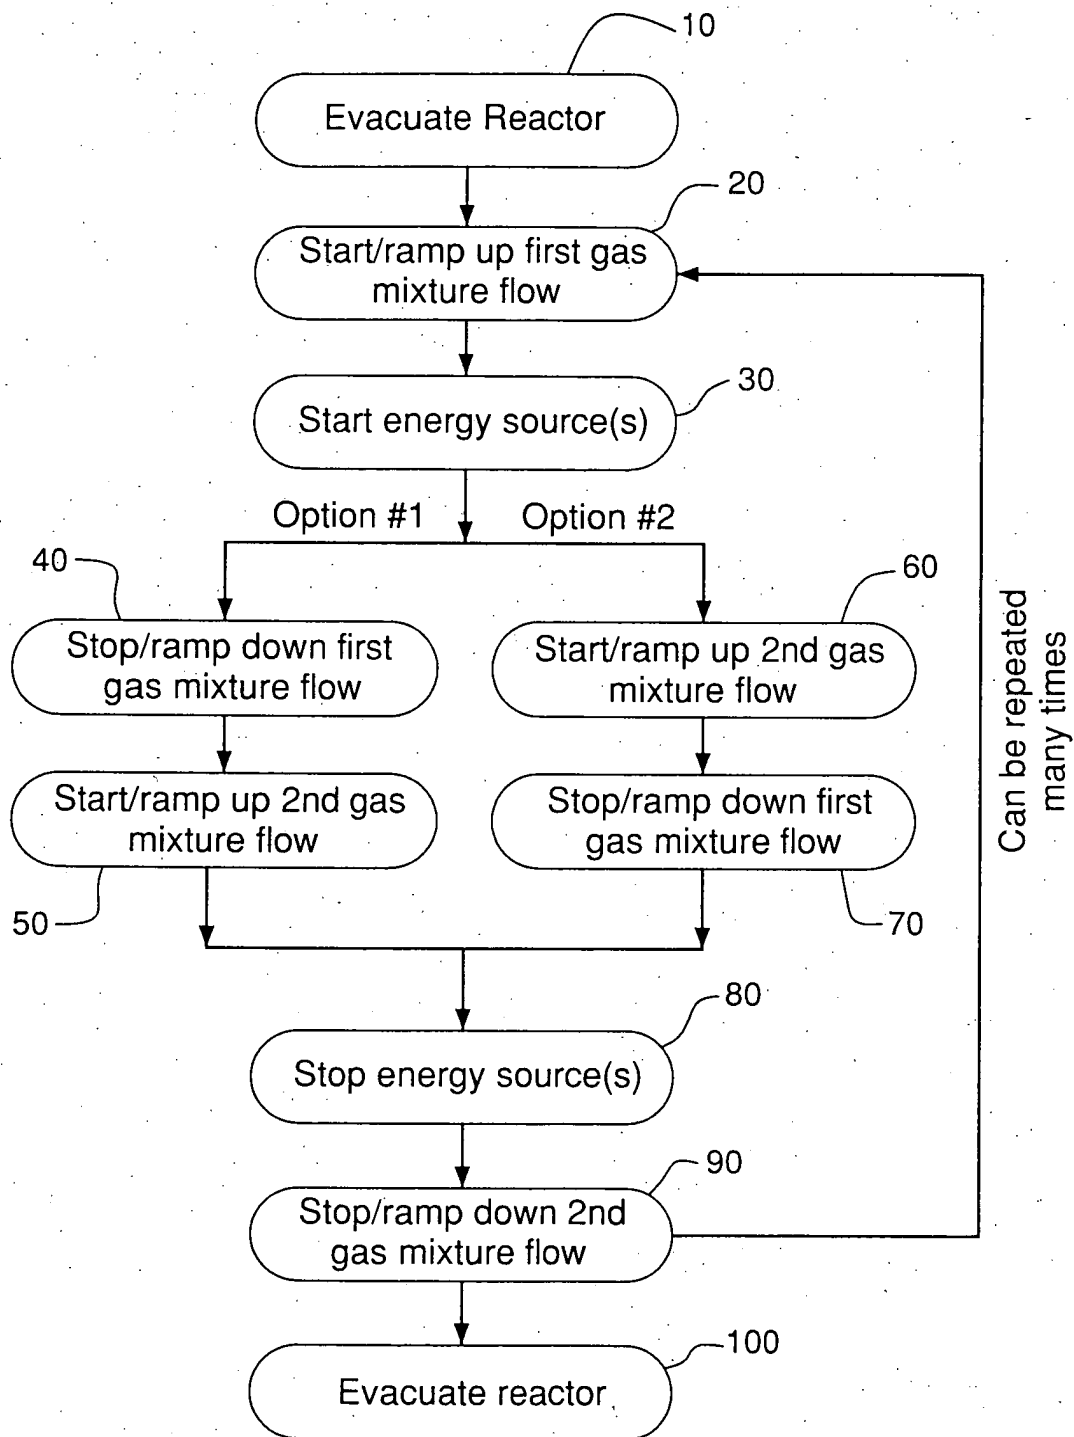 10
Evacuate Reactor
20
Start/ramp up first gas
mixture flow
30
Start energy source(s)
Option #1
Option #2
40
Stop/ramp down first
gas mixture flow
60
Start/ramp up 2nd gas
mixture flow
Can be repeated
many times
Start/ramp up 2nd gas
mixture flow
50
Stop/ramp down first
gas mixture flow
70
80
Stop energy source(s)
90
Stop/ramp down 2nd
gas mixture flow
100
Evacuate reactor